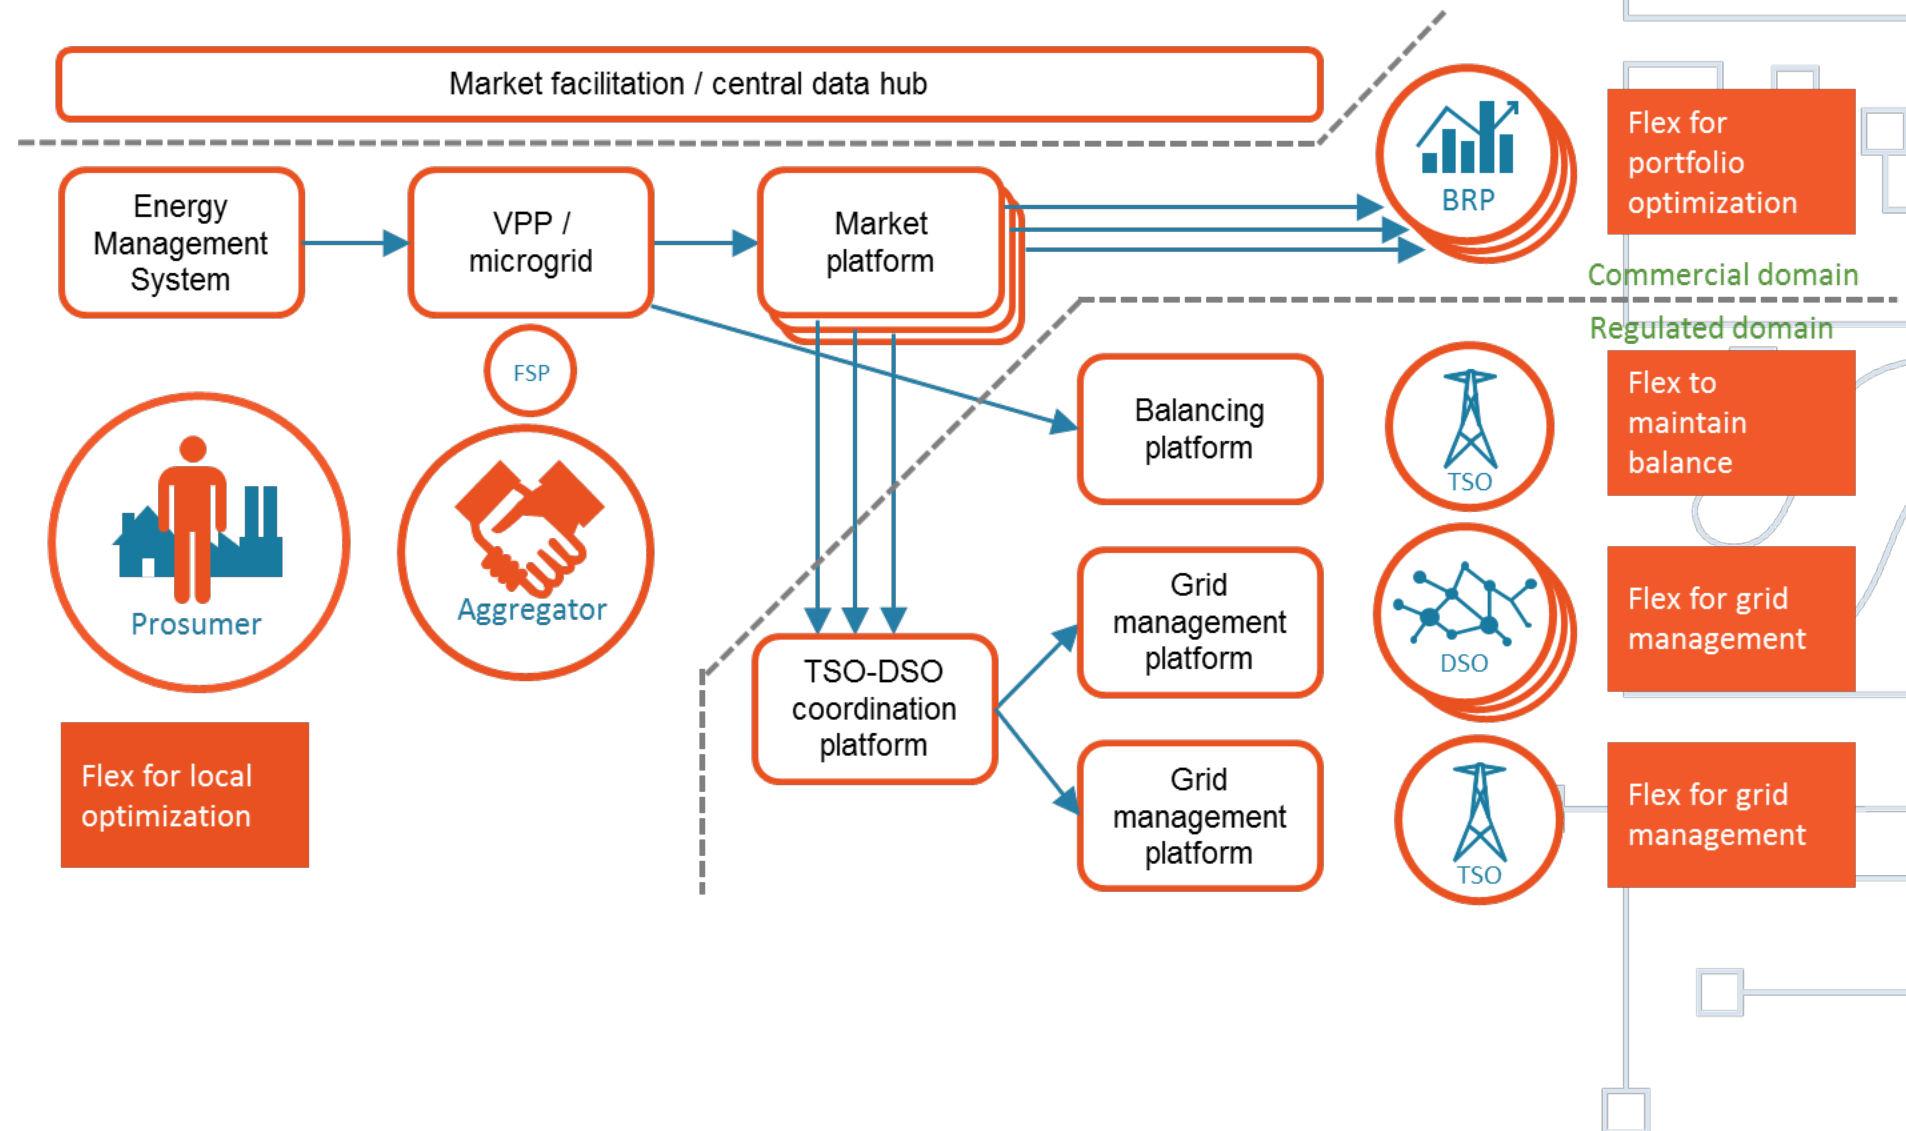 Market facilitation / central data hub
Energy
Management
System
VPP /
microgrid
Market
platform
BRP
Flex for
portfolio
optimization
Commercial domain
Regulated domain
FSP
Prosumer
Aggregator
Balancing
platform
TSO
Flex to
maintain
balance
Grid
management
platform
DSO
Flex for grid
management
TSO-DSO
coordination
platform
Grid
management
platform
TSO
Flex for grid
management
Flex for local
optimization